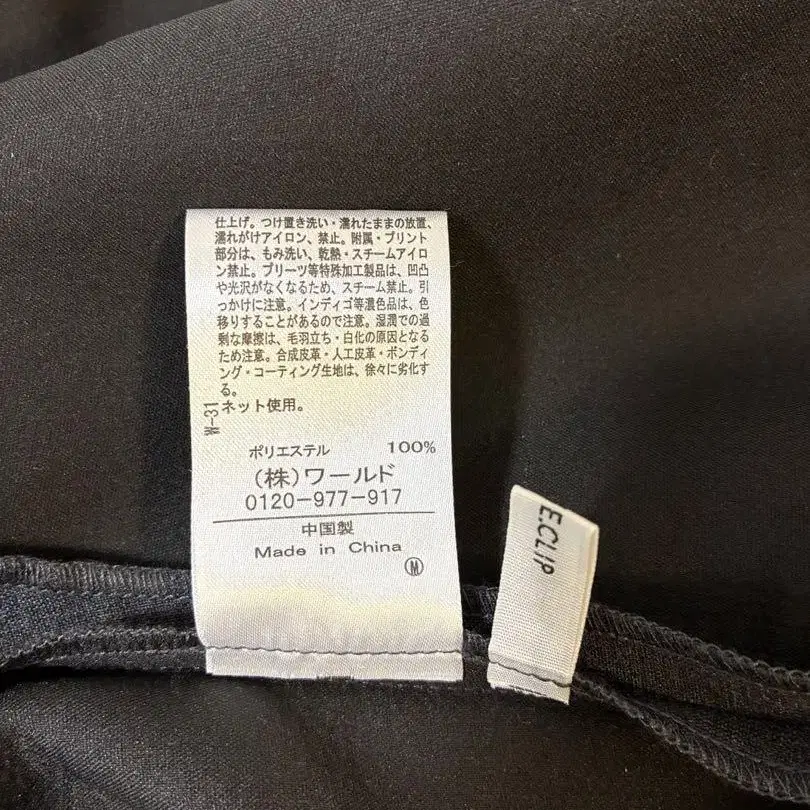 仕上げ。つけ置き洗い・濡れたままの放置、
濡れがけアイロン、禁止。附属・プリント
部分は、もみ洗い、乾熱・スチームアイロ
ン禁止。プリーツ等特殊加工製品は、凹凸
や光沢がなくなるため、スチーム禁止。引
っかけに注意。インディゴ等濃色品は、色
移りすることがあるので注意。湿潤での過
剰な摩擦は、毛羽立ち・白化の原因となる
ため注意。合成皮革・人工皮革・ボンディ
ング・コーティング生地は、徐々に劣化す
る。
ネット使用。
W-31
ポリエステル 100%
(株)ワールド
0120-977-917
中国製
Made in China
M
E.CLIP